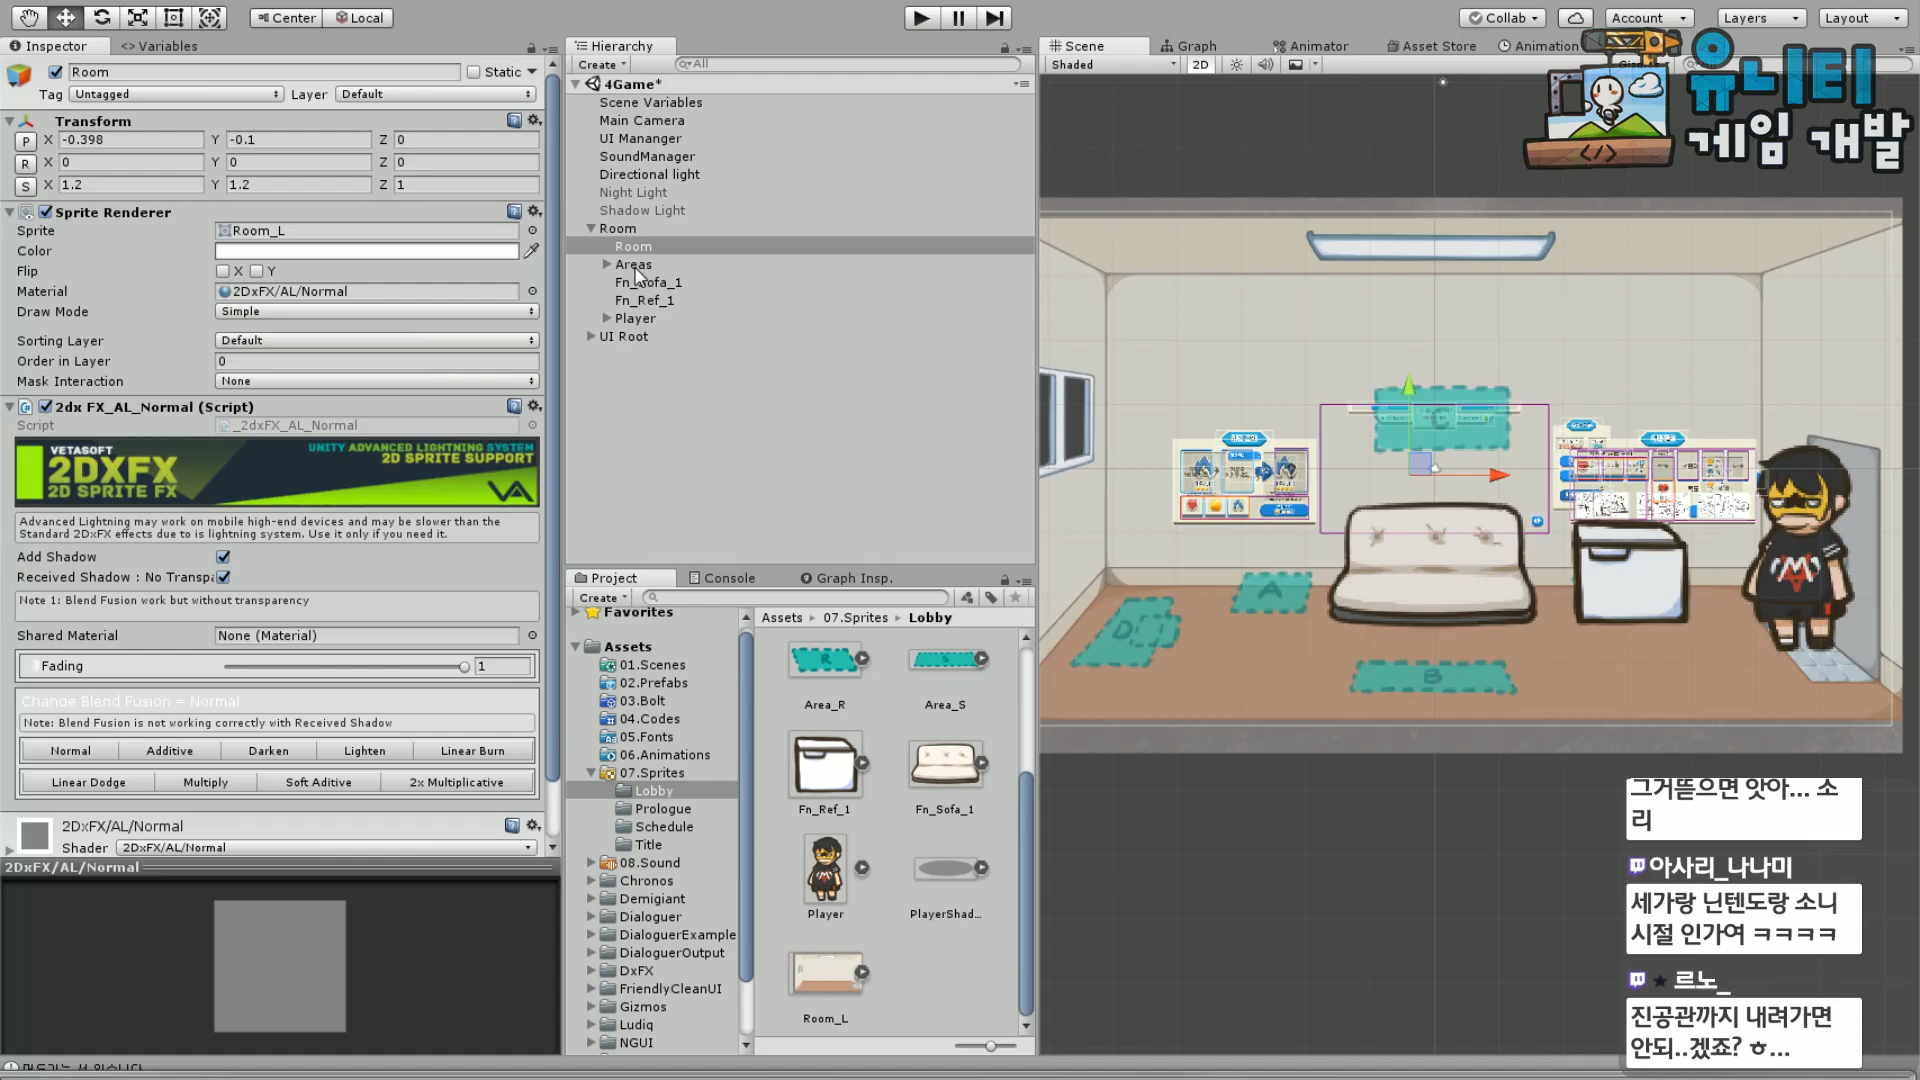 Center
Local
Collab
Account
Layers
Layout
Inspector
<> Variables
Room
Static
Tag
Untagged
Layer
Default
Transform
P X -0.398 Y -0.1 Z 0
R X 0 Y 0 Z 0
S X 1.2 Y 1.2 Z 1
Sprite Renderer
Sprite
Room_L
Color
Flip
X
Y
Material
2DxFX/AL/Normal
Draw Mode
Simple
Sorting Layer
Default
Order in Layer
0
Mask Interaction
None
2dx FX_AL_Normal (Script)
Script
_2dxFX_AL_Normal
VETASOFT
2DXFX
2D SPRITE FX
UNITY ADVANCED LIGHTNING SYSTEM
2D SPRITE SUPPORT
Advanced Lightning may work on mobile high-end devices and may be slower than the
Standard 2DxFX effects due to is lightning system. Use it only if you need it.
Add Shadow
Received Shadow : No Transpa
Note 1: Blend Fusion work but without transparency
Shared Material
None (Material)
Fading
1
Change Blend Fusion = Normal
Note: Blend Fusion is not working correctly with Received Shadow
Normal
Additive
Darken
Lighten
Linear Burn
Linear Dodge
Multiply
Soft Aditive
2x Multiplicative
2DxFX/AL/Normal
Shader
2DxFX/AL/Normal
2DxFX/AL/Normal
Hierarchy
Create
All
4Game*
Scene Variables
Main Camera
UI Mananger
SoundManager
Directional light
Night Light
Shadow Light
Room
Room
Areas
Fn_Sofa_1
Fn_Ref_1
Player
UI Root
Project
Console
Graph Insp.
Create
Favorites
Assets
01.Scenes
02.Prefabs
03.Bolt
04.Codes
05.Fonts
06.Animations
07.Sprites
Lobby
Prologue
Schedule
Title
08.Sound
Chronos
Demigiant
Dialoguer
DialoguerExample
DialoguerOutput
DxFX
FriendlyCleanUI
Gizmos
Ludiq
NGUI
Assets
07.Sprites
Lobby
R
S
Area_R
Area_S
Fn_Ref_1
Fn_Sofa_1
Player
PlayerShad...
Room_L
Scene
Graph
Animator
Asset Store
Animation
Shaded
2D
유니티
게임 개발
</>
C
A
D
B
그거뜯으면 앗아... 소
리
아사리_나나미
세가랑 닌텐도랑 소니
시절 인가여 ㅋㅋㅋㅋ
르노_
진공관까지 내려가면
안되..겠죠? ㅎ...